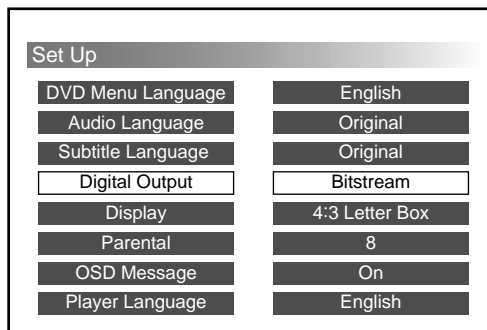 Set Up
DVD Menu Language English
Audio Language Original
Subtitle Language Original
Digital Output Bitstream
Display 4:3 Letter Box
Parental 8
OSD Message On
Player Language English